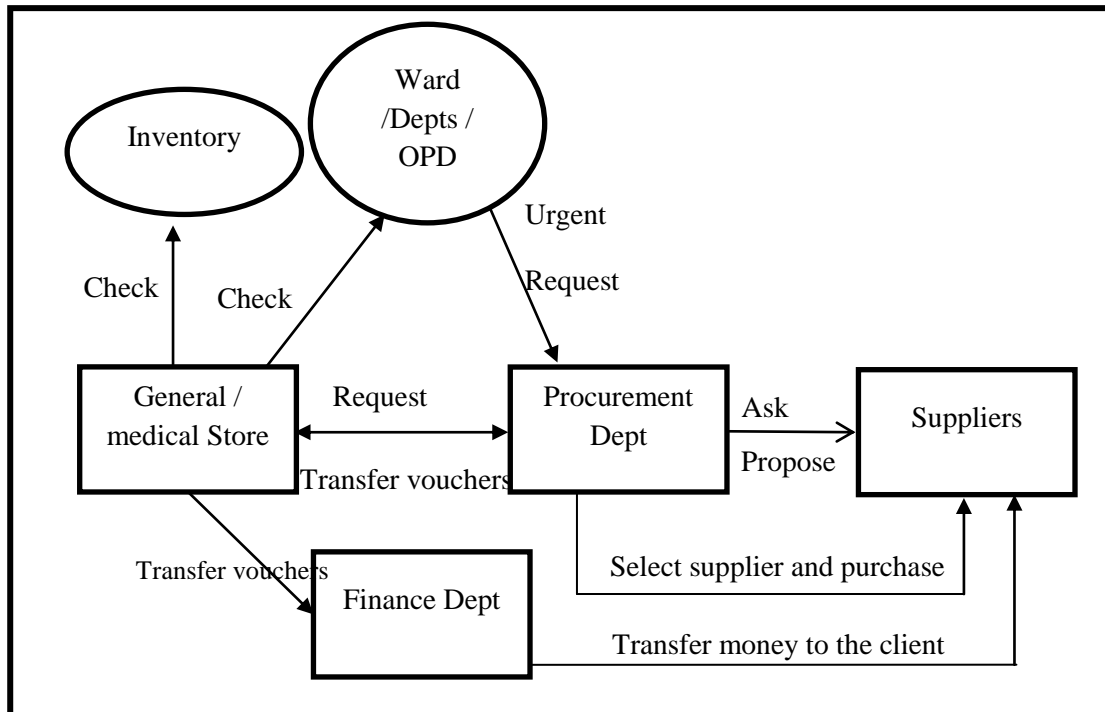 Ward
/Depts /
OPD
Inventory
Urgent
Request
Check
Check
General /
medical Store
Request
Transfer vouchers
Procurement
Dept
Ask
Propose
Suppliers
Transfer vouchers
Finance Dept
Select supplier and purchase
Transfer money to the client